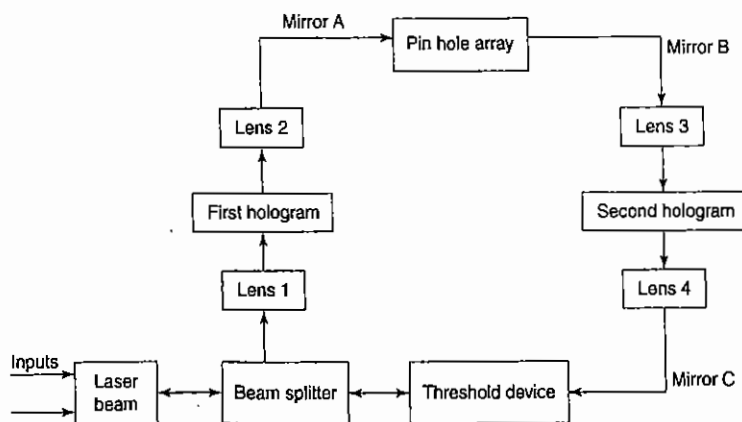 Mirror A
Pin hole array
Mirror B
Lens 2
Lens 3
First hologram
Second hologram
Lens 1
Lens 4
Inputs
Laser
beam
Beam splitter
Threshold device
Mirror C